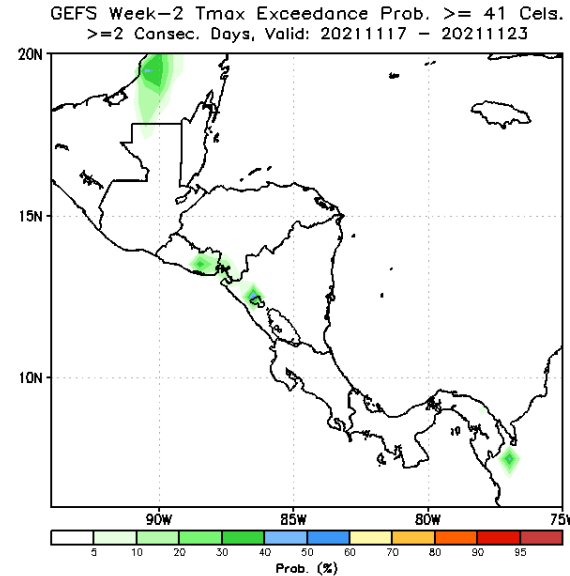 GEFS Week-2 Tmax Exceedance Prob. >= 41 Cels.
>=2 Cansec. Days, Valid: 20211117 - 20211123
20N
15N
10N
90W 85W 80W 75W
5 10 20 30 40 50 60 70 80 90 95
Prob. (%)